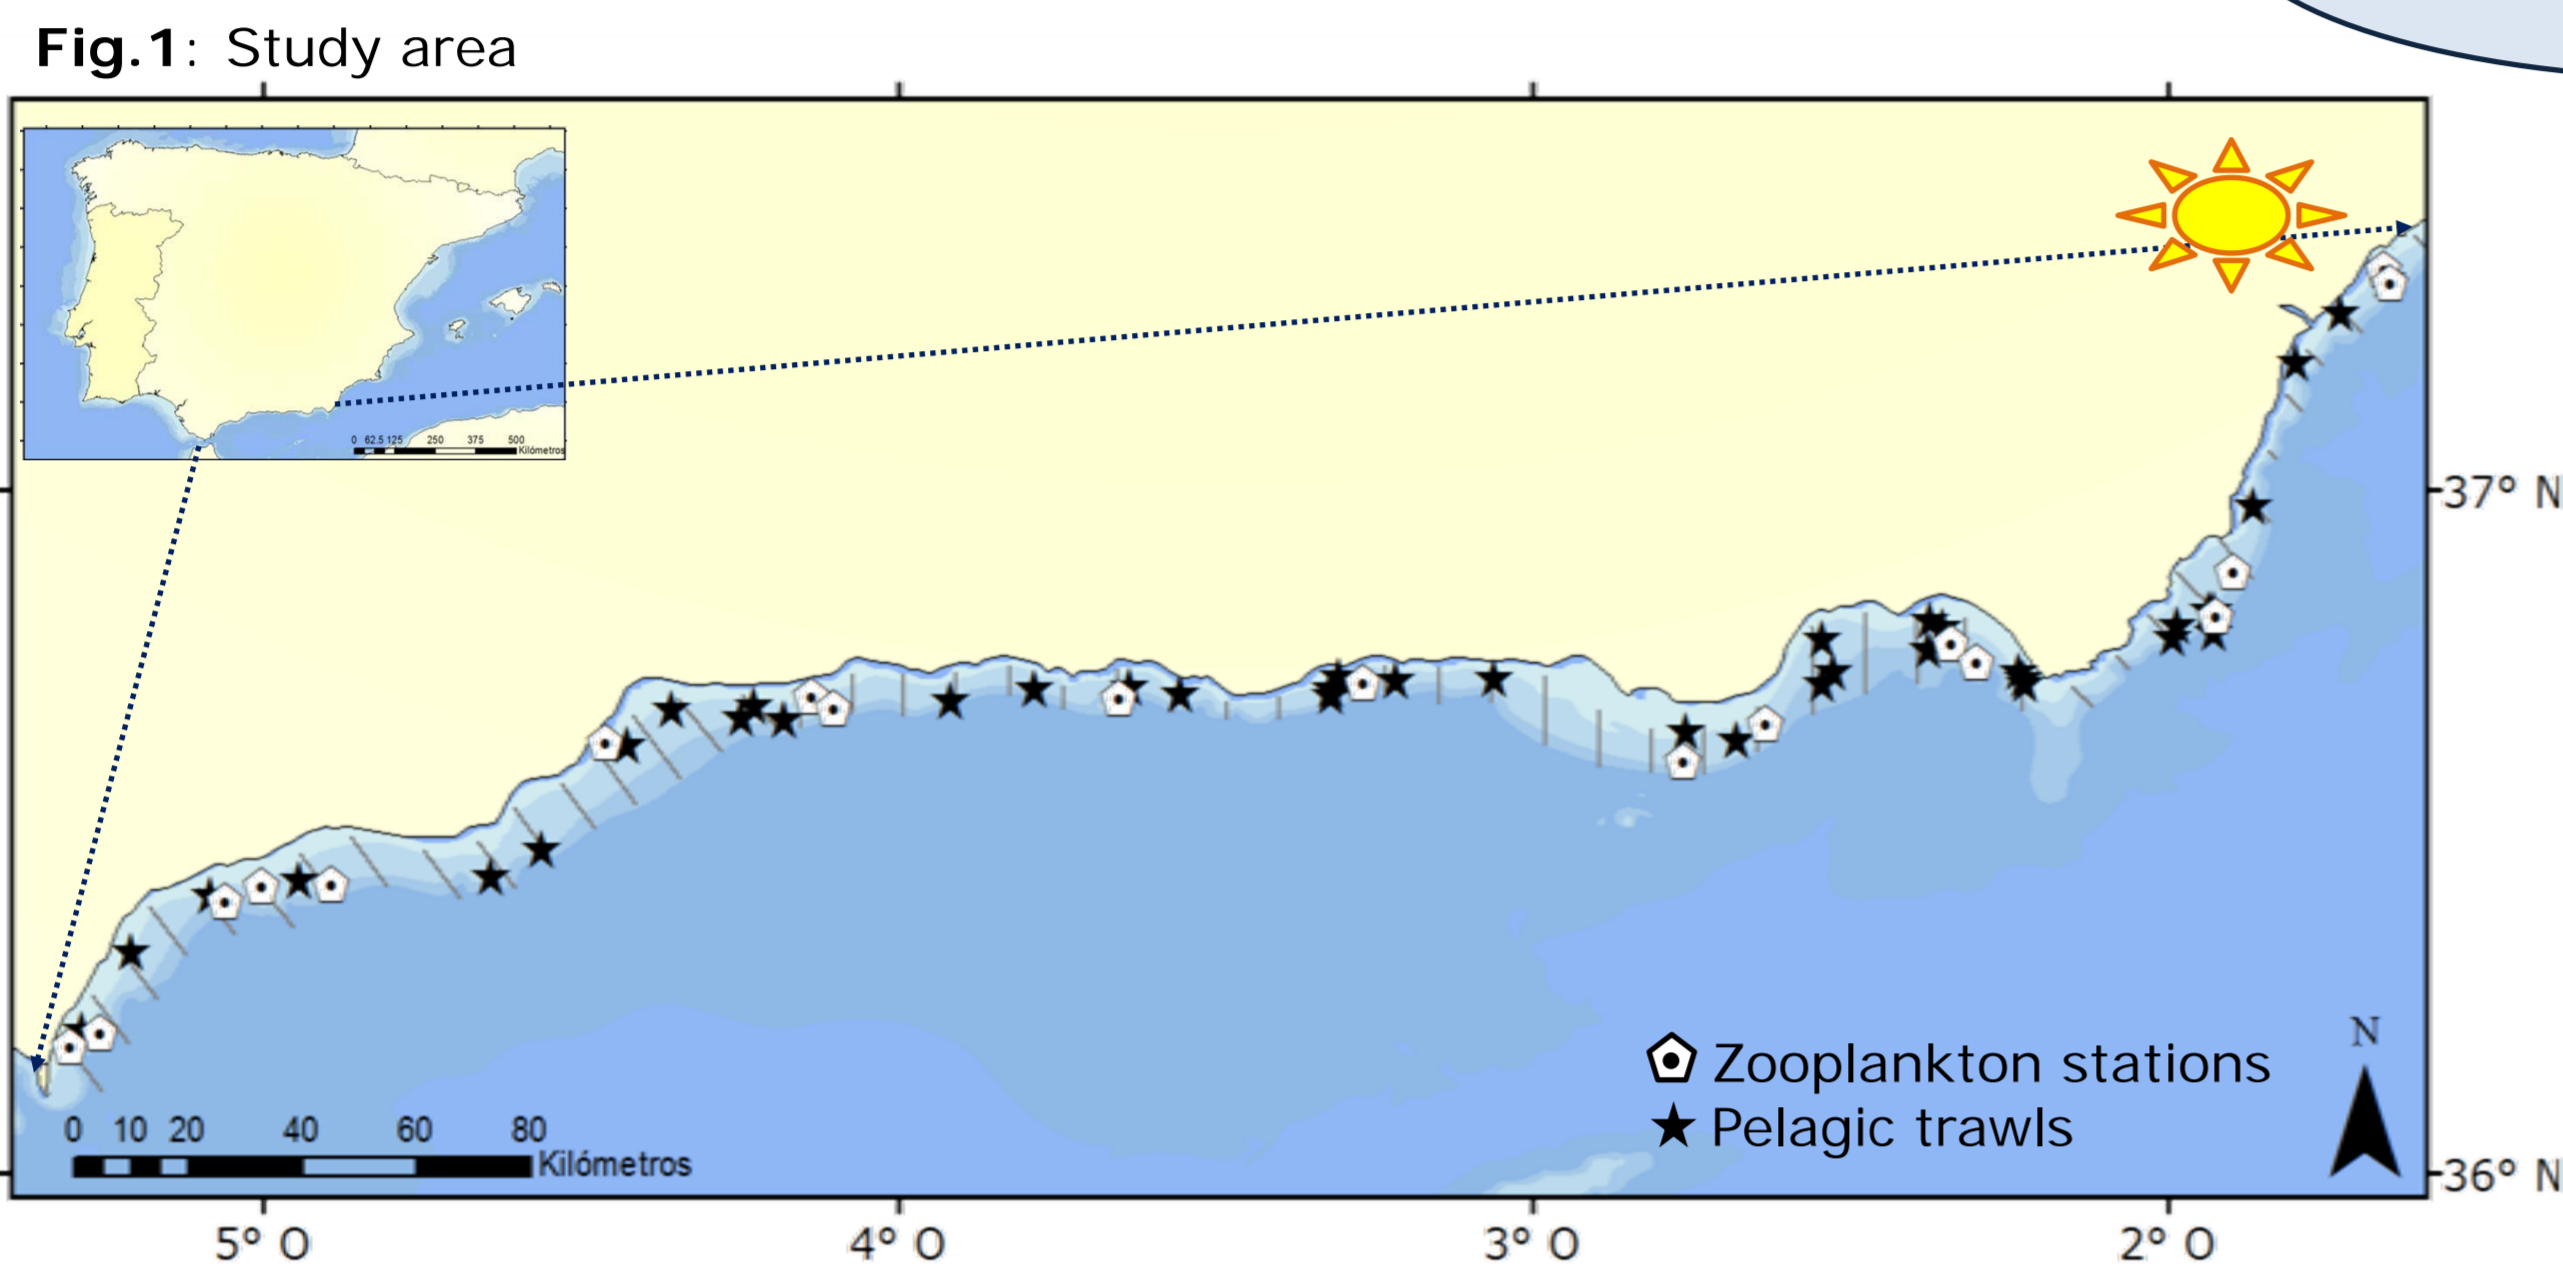 Fig.1: Study area
0 62.5 125 250 375 500
Kilómetros
37° N
Zooplankton stations
Pelagic trawls
N
0 10 20 40 60 80
Kilómetros
36° N
5° O 4° O 3° O 2° O